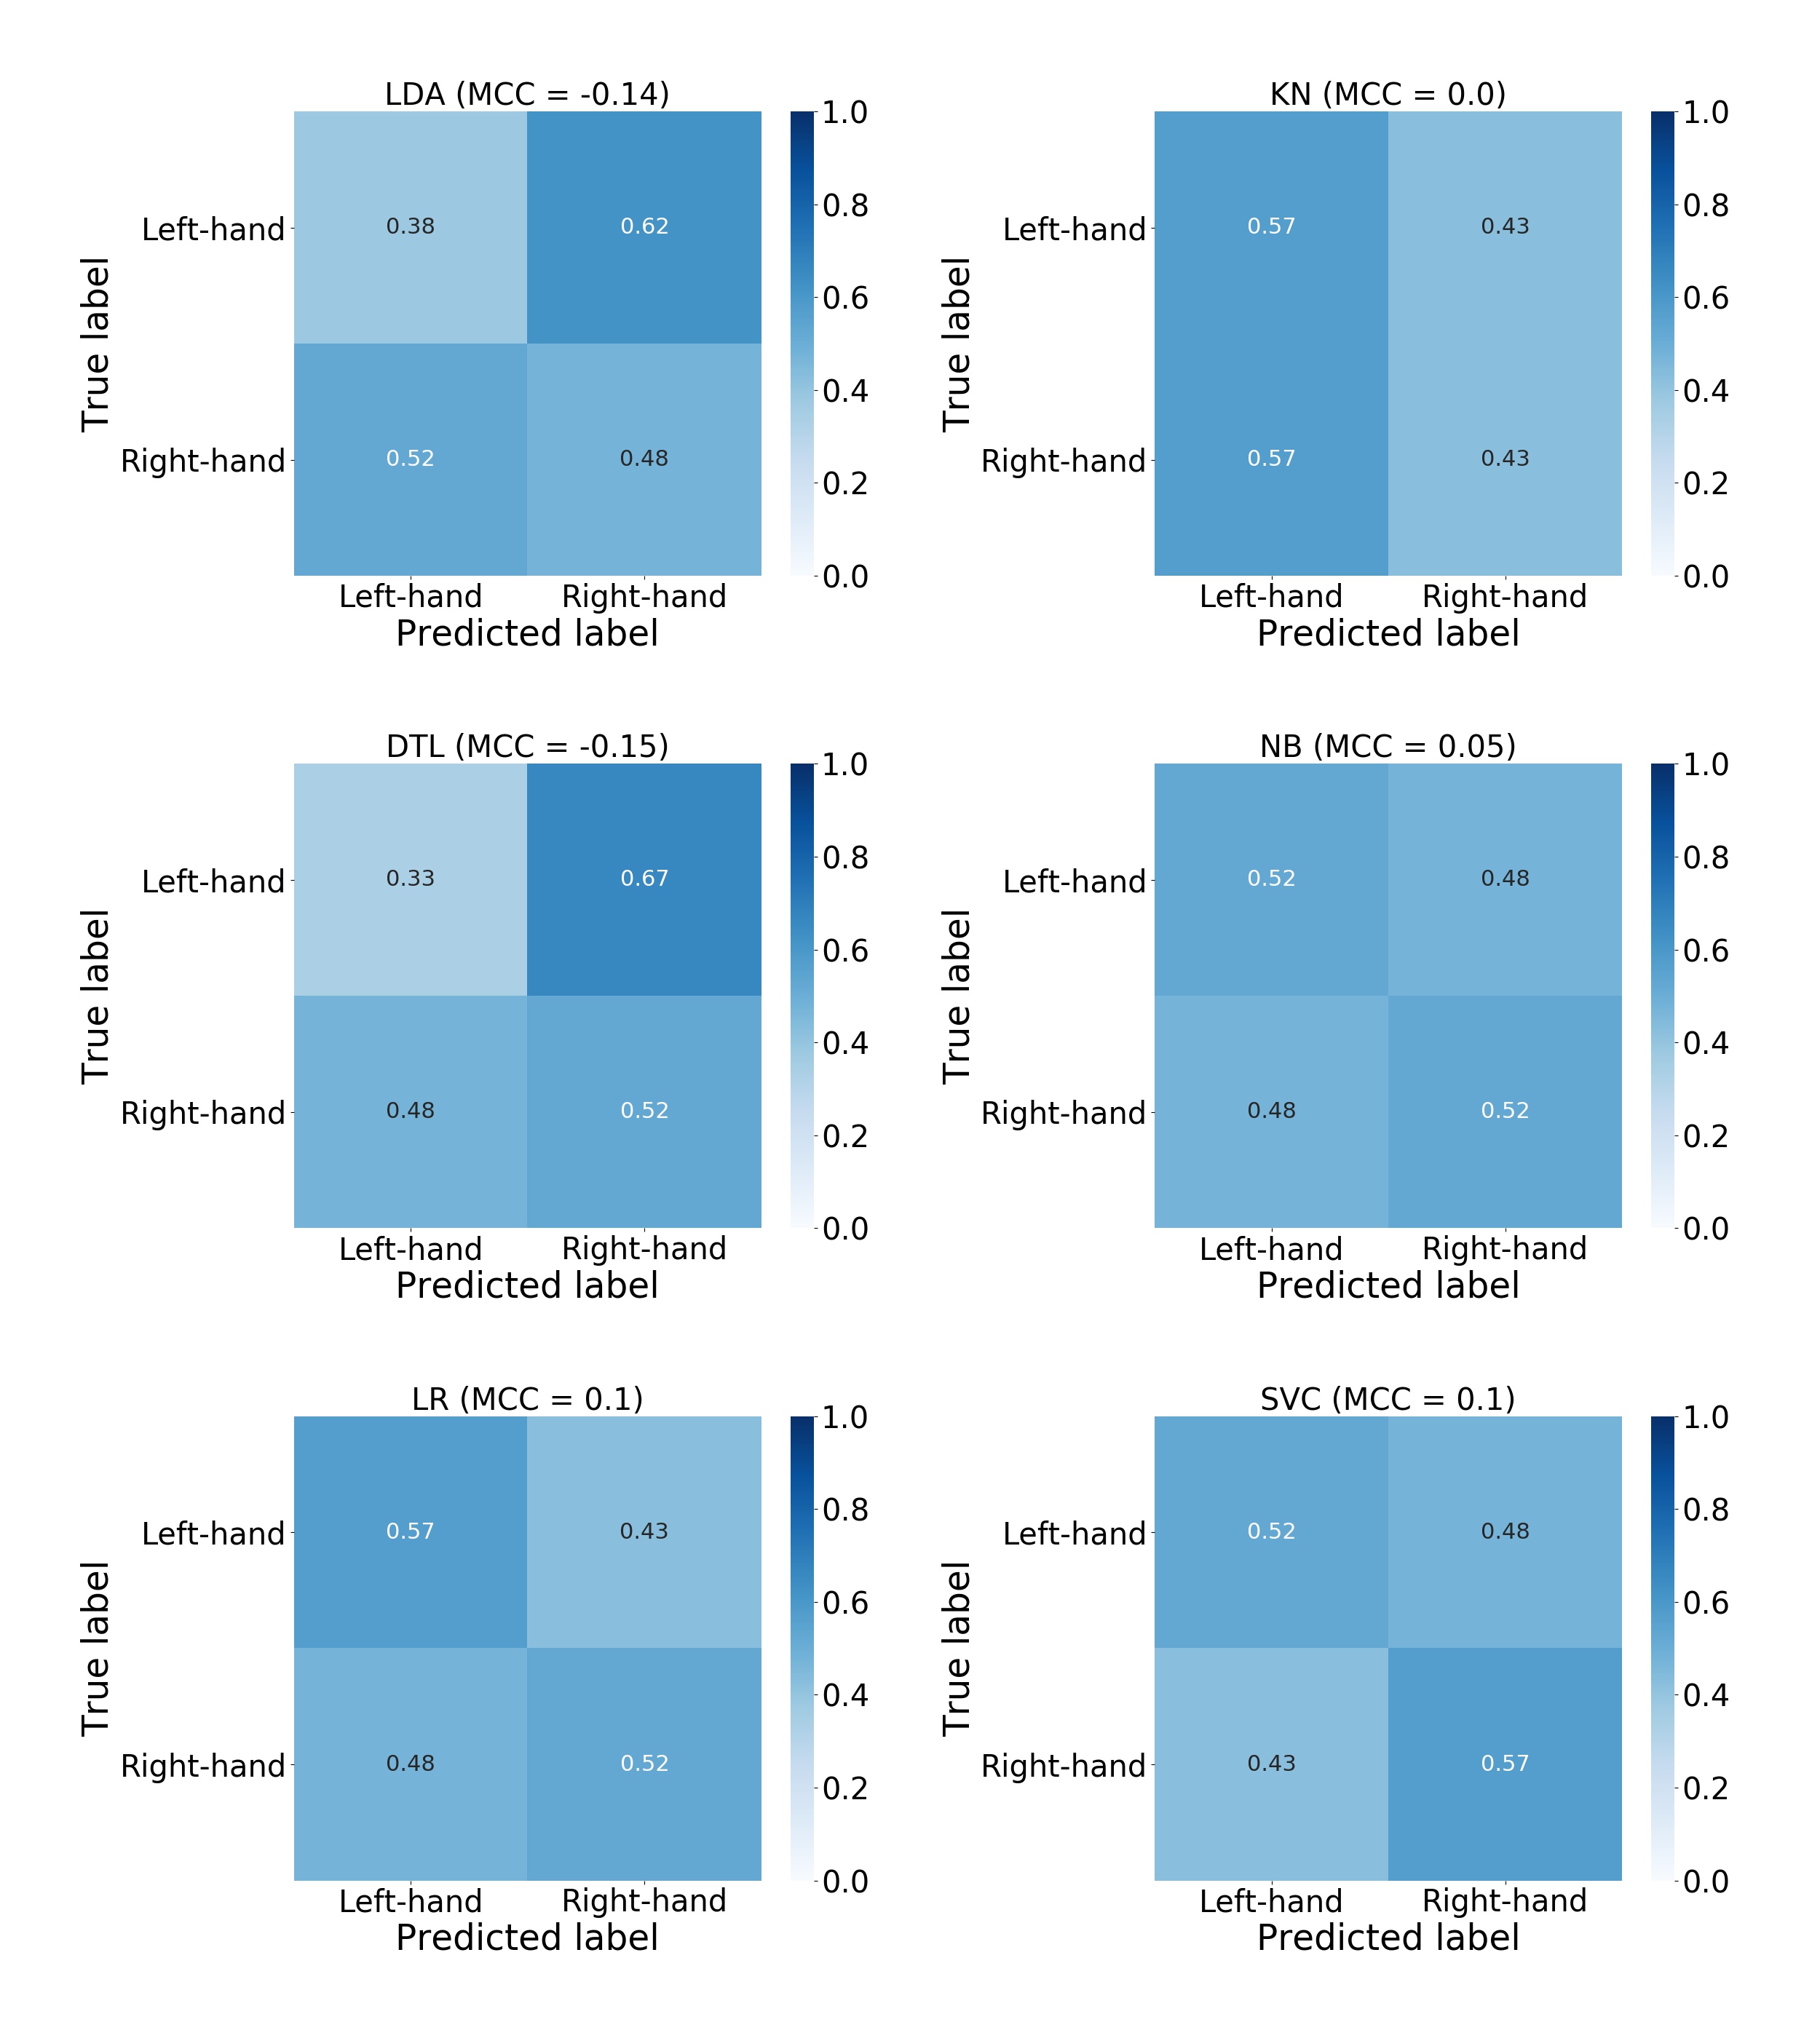 LDA (MCC = -0.14)
True label
Left-hand
0.38
0.62
Right-hand
0.52
0.48
Left-hand
Right-hand
Predicted label
1.0
0.8
0.6
0.4
0.2
0.0
KN (MCC = 0.0)
True label
Left-hand
0.57
0.43
Right-hand
0.57
0.43
Left-hand
Right-hand
Predicted label
1.0
0.8
0.6
0.4
0.2
0.0
DTL (MCC = -0.15)
True label
Left-hand
0.33
0.67
Right-hand
0.48
0.52
Left-hand
Right-hand
Predicted label
1.0
0.8
0.6
0.4
0.2
0.0
NB (MCC = 0.05)
True label
Left-hand
0.52
0.48
Right-hand
0.48
0.52
Left-hand
Right-hand
Predicted label
1.0
0.8
0.6
0.4
0.2
0.0
LR (MCC = 0.1)
True label
Left-hand
0.57
0.43
Right-hand
0.48
0.52
Left-hand
Right-hand
Predicted label
1.0
0.8
0.6
0.4
0.2
0.0
SVC (MCC = 0.1)
True label
Left-hand
0.52
0.48
Right-hand
0.43
0.57
Left-hand
Right-hand
Predicted label
1.0
0.8
0.6
0.4
0.2
0.0